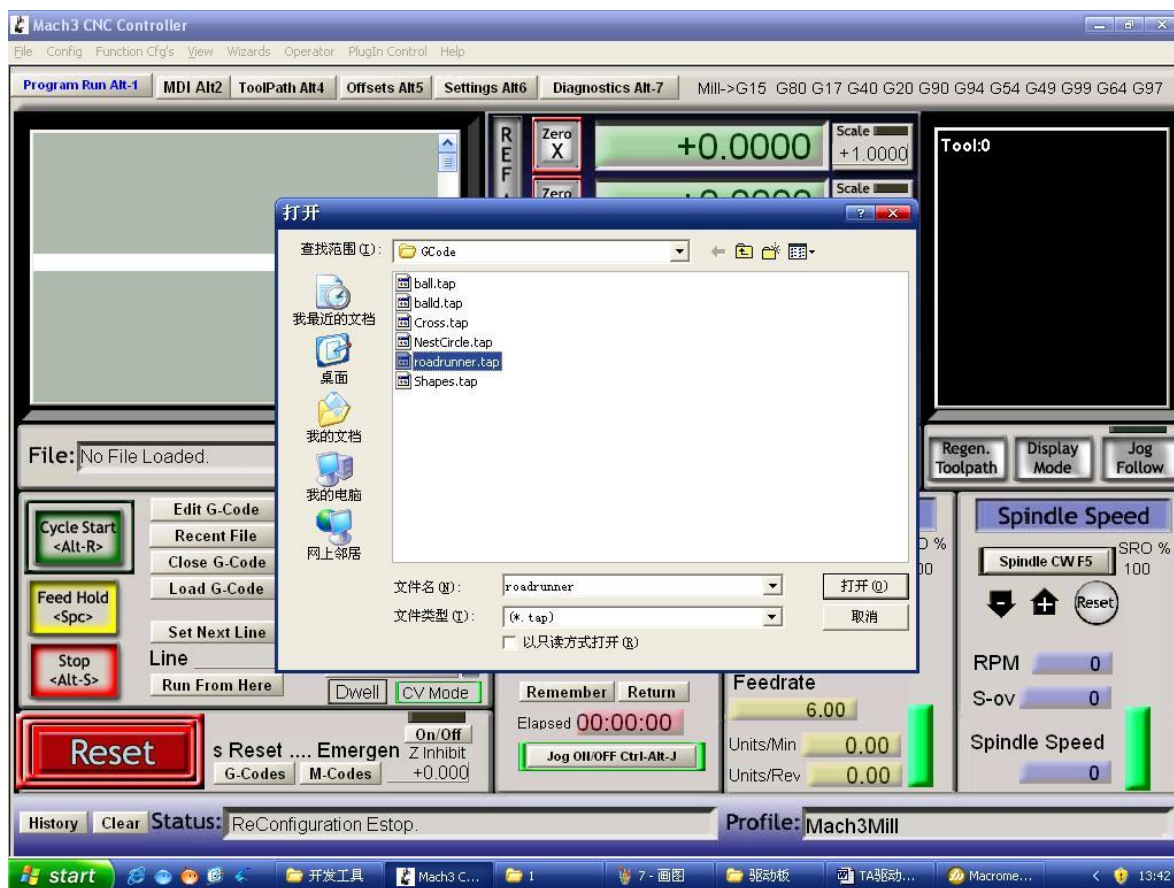 Mach3 CNC Controller
File Config Function Cfg's View Wizards Operator PlugIn Control Help
Program Run Alt-1 MDI Alt2 ToolPath Alt4 Offsets Alt5 Settings Alt6 Diagnostics Alt-7 Mill->G15 G80 G17 G40 G20 G90 G94 G54 G49 G99 G64 G97
REF
Zero X +0.0000 Scale +1.0000
Tool:0
Zero Scale
打开
查找范围(I): GCode
ball.tap
balld.tap
Cross.tap
NestCircle.tap
roadrunner.tap
Shapes.tap
我最近的文档
桌面
我的文档
我的电脑
网上邻居
文件名(N): roadrunner 打开(O)
文件类型(T): (*.tap) 取消
以只读方式打开(R)
File: No File Loaded.
Regen. Toolpath Display Mode Jog Follow
Cycle Start <Alt-R>
Feed Hold <Spc>
Stop <Alt-S>
Edit G-Code
Recent File
Close G-Code
Load G-Code
Set Next Line
Line
Run From Here
Dwell CV Mode
Remember Return
Elapsed 00:00:00
Jog ON/OFF Ctrl-Alt-J
Feedrate
6.00
Units/Min 0.00
Units/Rev 0.00
Spindle Speed
Spindle CW F5 SRO % 100
Reset
RPM 0
S-ov 0
Spindle Speed
0
Reset
s Reset .... Emergen
G-Codes M-Codes
On/Off
Z Inhibit
+0.000
History Clear Status: ReConfiguration Estop. Profile: Mach3Mill
start 开发工具 Mach3 C... 1 7 - 画图 驱动板 TA驱动... Macrome... 13:42